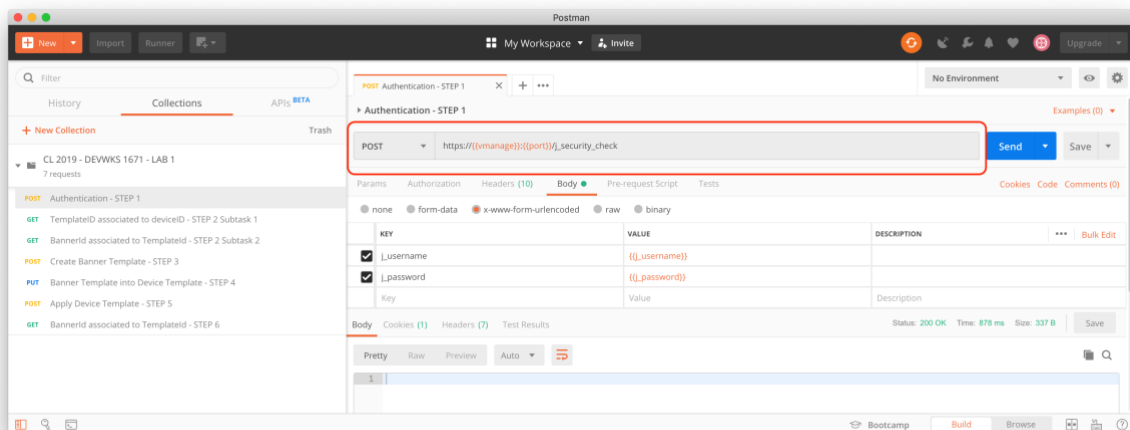 Postman
New
Import
Runner
My Workspace
Invite
Upgrade
Filter
History
Collections
APIs BETA
+ New Collection
Trash
CL 2019 - DEVWKS 1671 - LAB 1
7 requests
POST Authentication - STEP 1
GET TemplateID associated to deviceID - STEP 2 Subtask 1
GET BannerId associated to TemplateId - STEP 2 Subtask 2
POST Create Banner Template - STEP 3
PUT Banner Template into Device Template - STEP 4
POST Apply Device Template - STEP 5
GET BannerId associated to TemplateId - STEP 6
POST Authentication - STEP 1
No Environment
Authentication - STEP 1
Examples (0)
POST https://{{vmanage}}:{{port}}/j_security_check
Send
Save
Params Authorization Headers (10) Body Pre-request Script Tests
Cookies Code Comments (0)
none form-data x-www-form-urlencoded raw binary
KEY VALUE DESCRIPTION
Bulk Edit
j_username {{j_username}}
j_password {{j_password}}
Key Value Description
Body Cookies (1) Headers (7) Test Results
Status: 200 OK Time: 878 ms Size: 337 B
Save
Pretty Raw Preview Auto
1
Bootcamp
Build
Browse